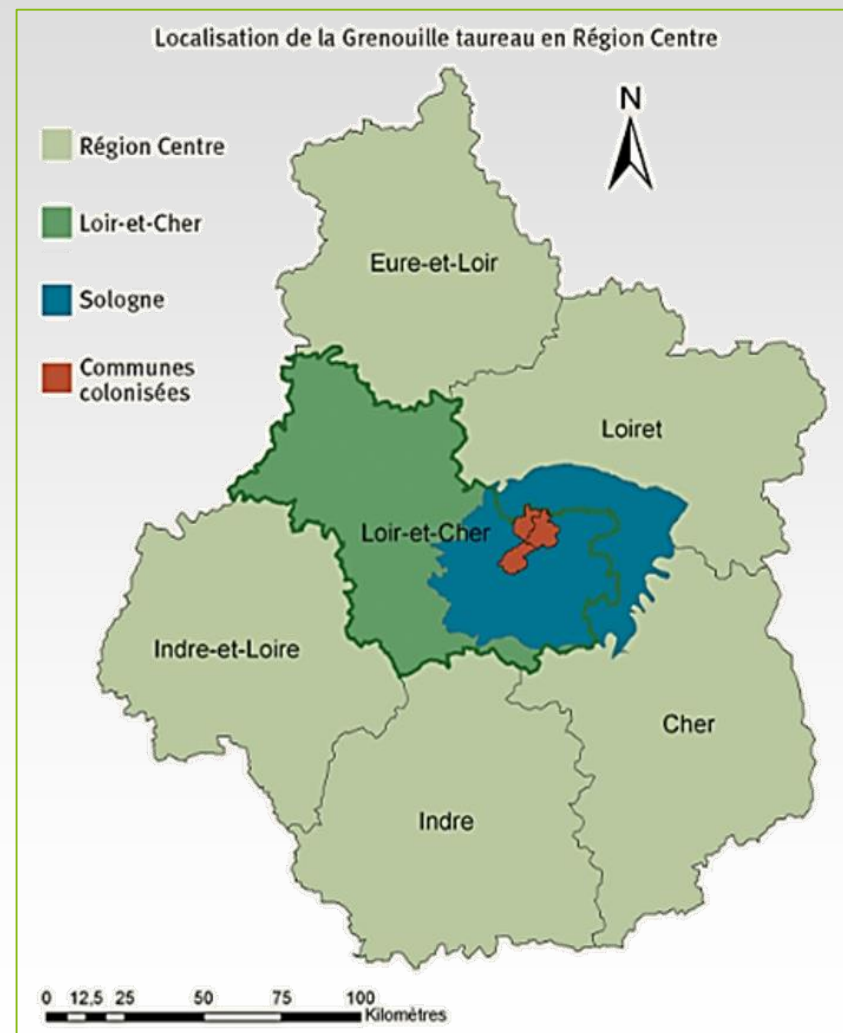 Localisation de la Grenouille taureau en Région Centre
N
Région Centre
Loir-et-Cher
Sologne
Communes
colonisées
Eure-et-Loir
Loiret
Loir-et-Cher
Indre-et-Loire
Cher
Indre
0 12,5 25 50 75 100
Kilomètres